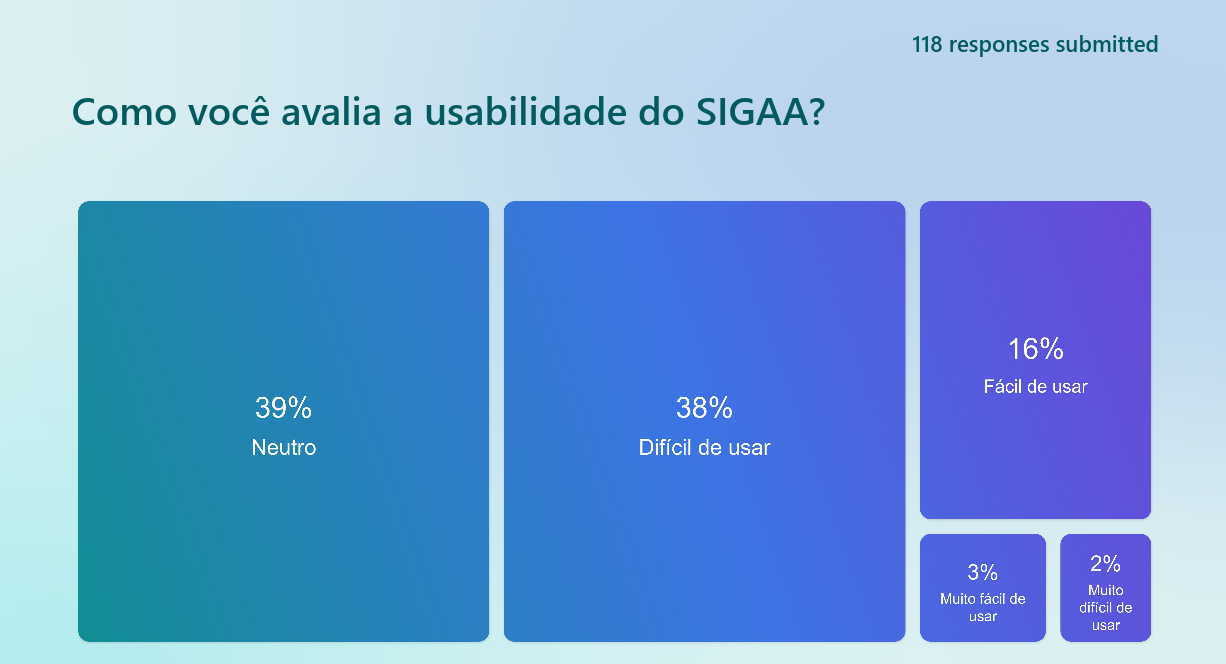 118 responses submitted
Como você avalia a usabilidade do SIGAA?
39%
Neutro
38%
Difícil de usar
16%
Fácil de usar
3%
Muito fácil de
usar
2%
Muito
difícil de
usar